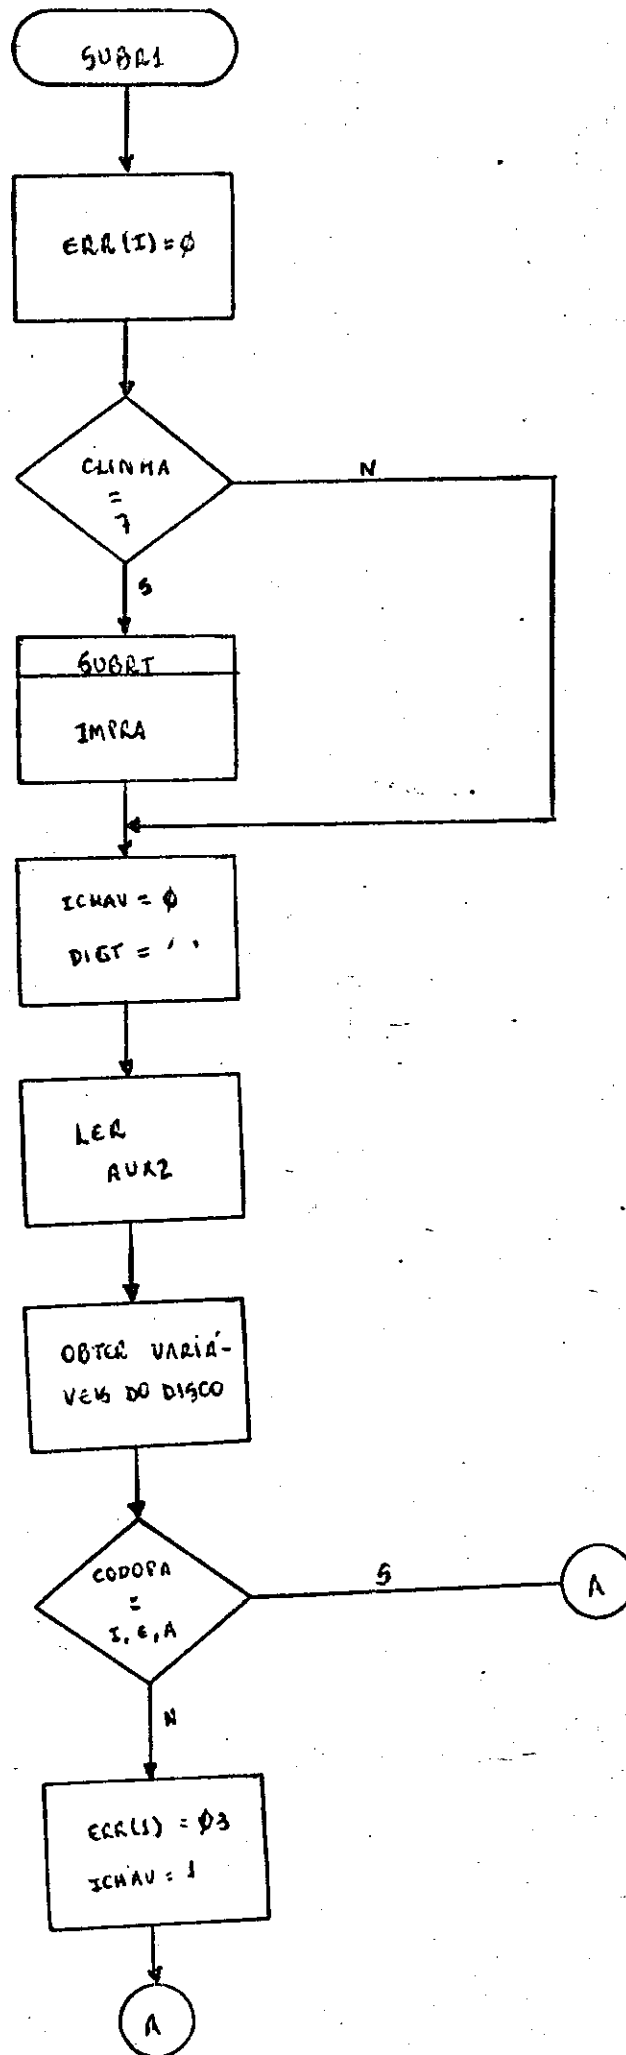 SUBR1
ERR(I)=Ø
CLINHA
=
7
N
S
SUBRT
IMPRA
ICHAV = Ø
DIGT = ' '
LER
AUX2
OBTER VARIÁ-
VEIS DO DISCO
CODOPA
=
I, E, A
S
A
N
ERR(1) = Ø3
ICHAV = 1
A